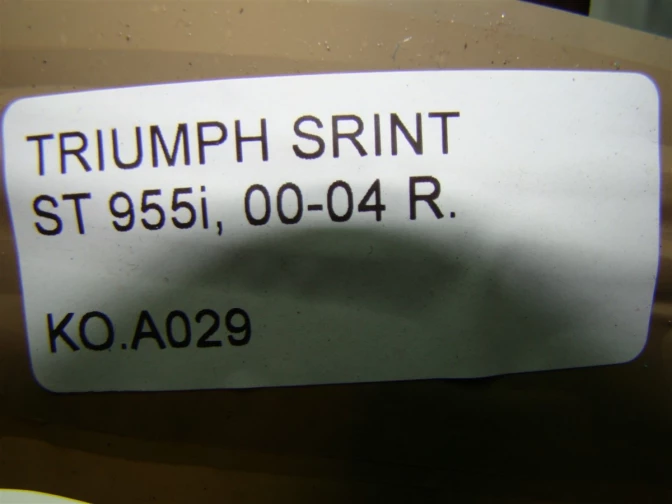 TRIUMPH SRINT
ST 955i, 00-04 R.
KO.A029